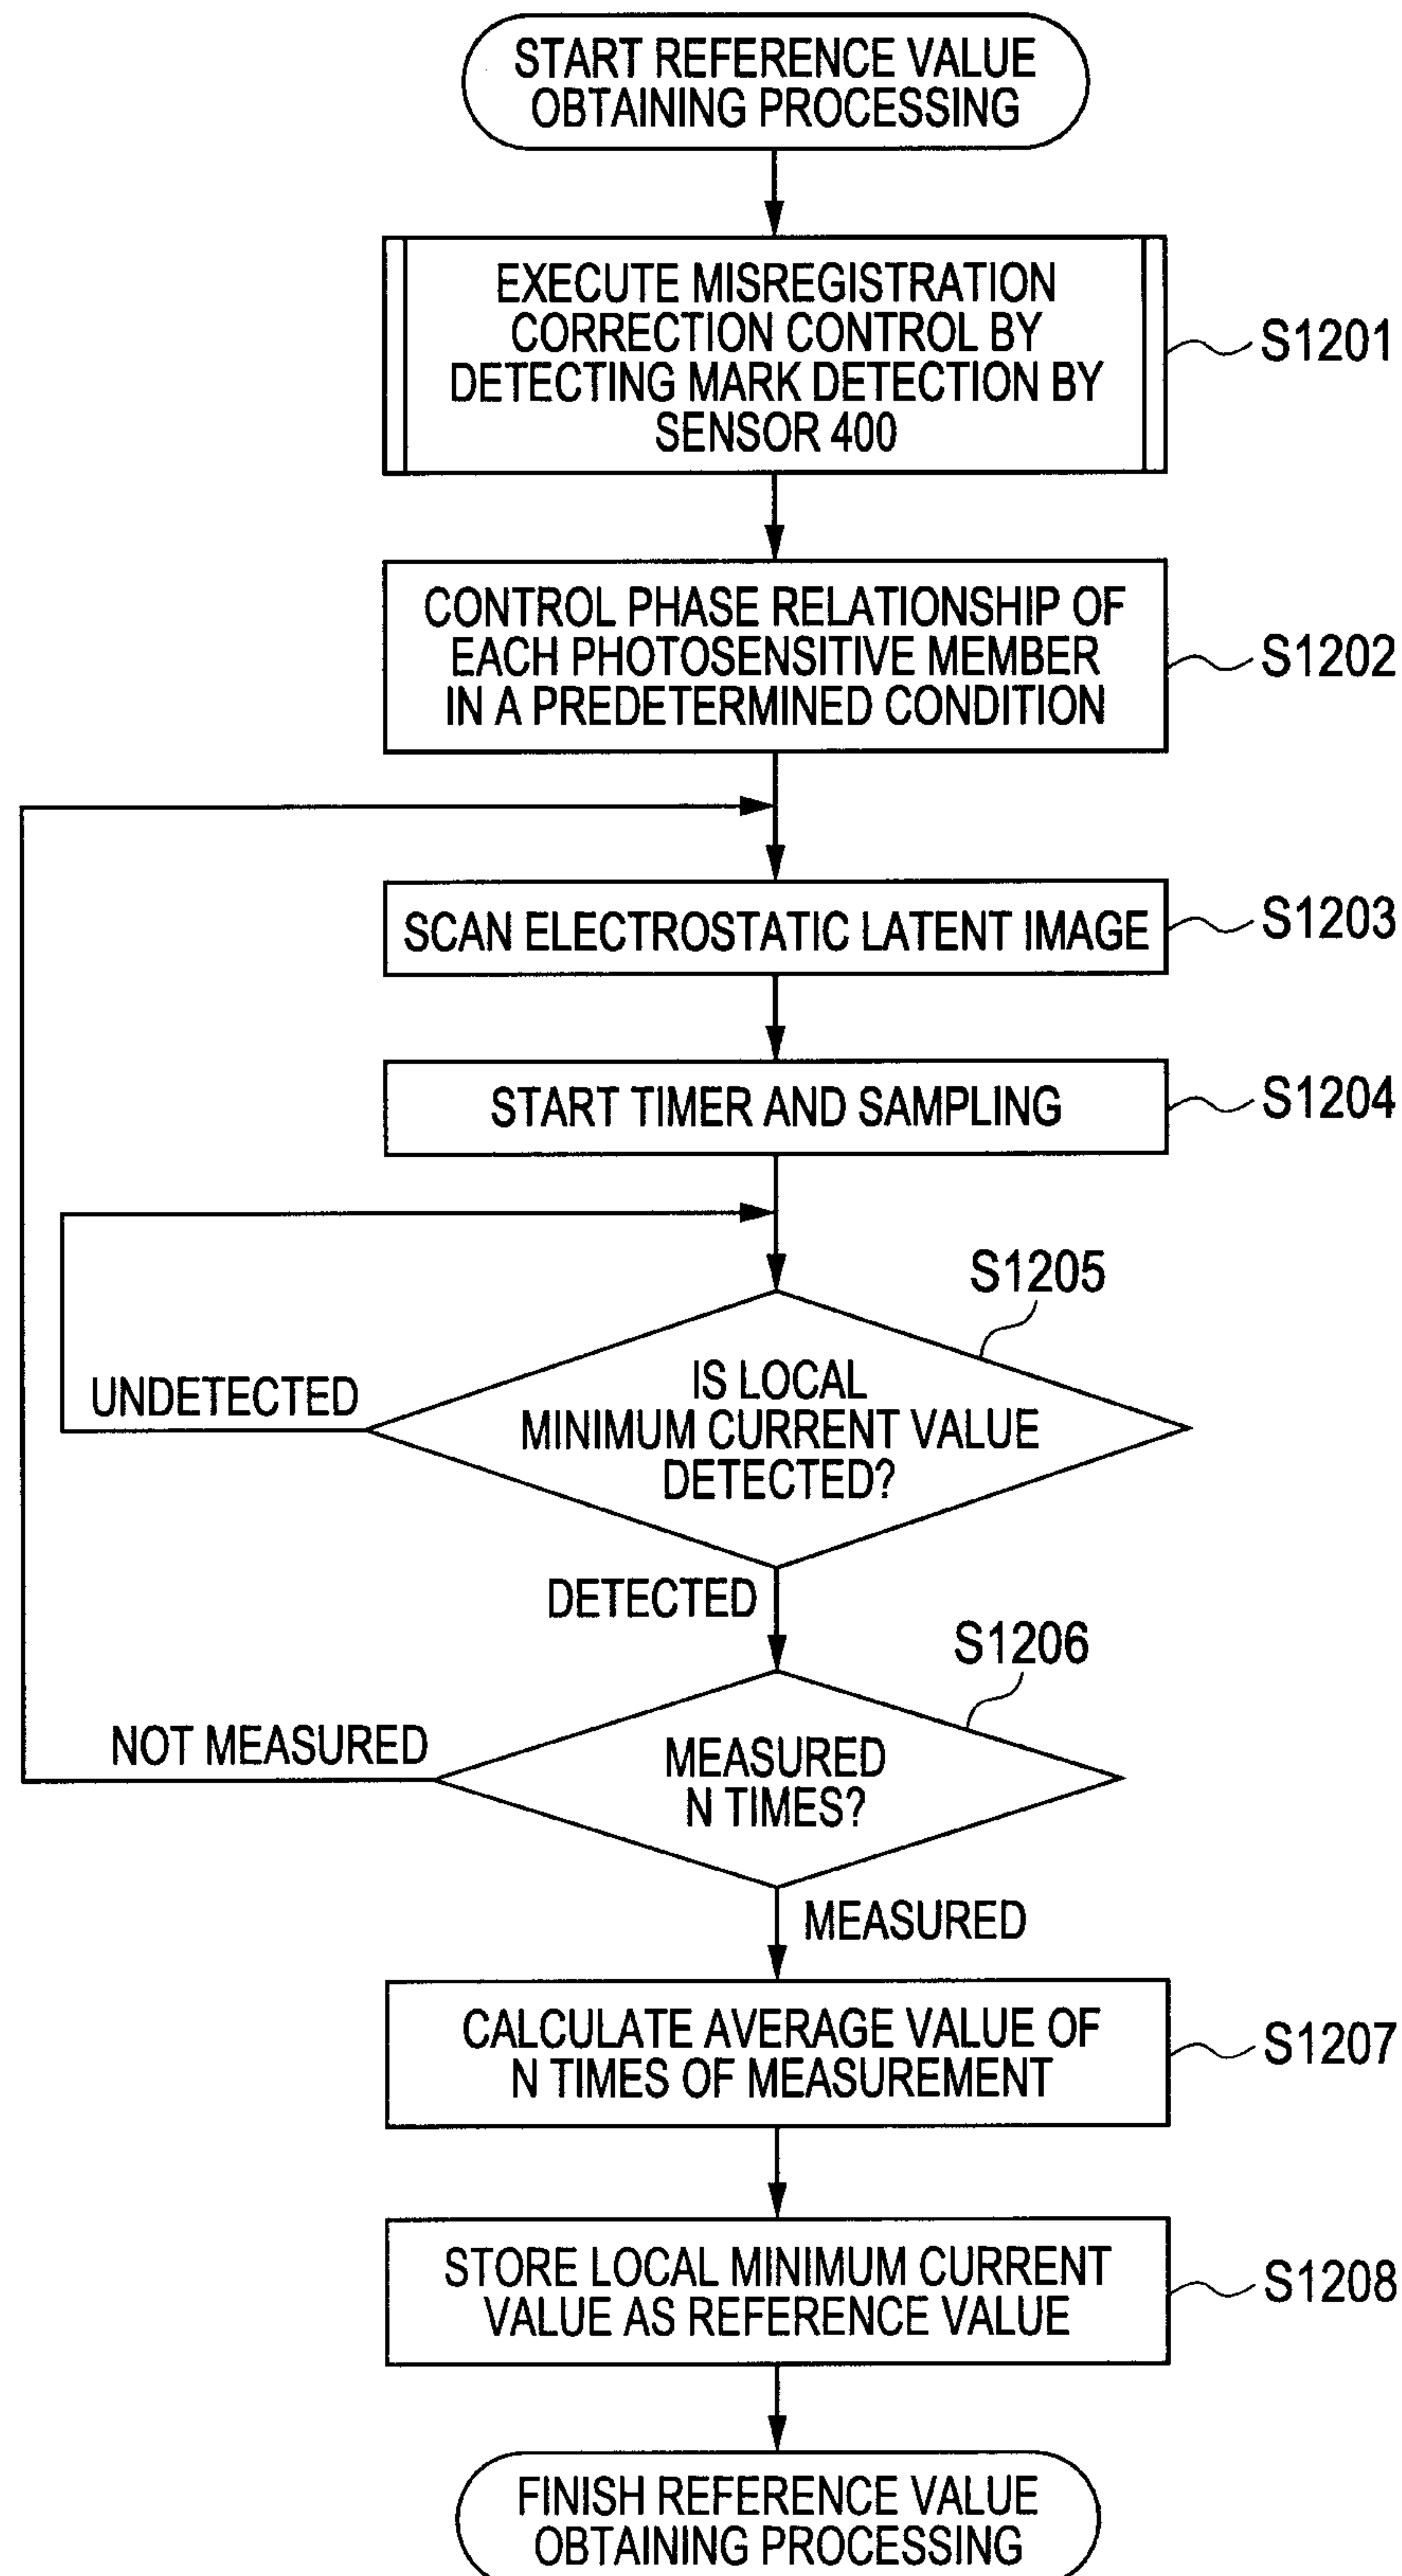 START REFERENCE VALUE
OBTAINING PROCESSING
EXECUTE MISREGISTRATION
CORRECTION CONTROL BY
DETECTING MARK DETECTION BY
SENSOR 400
S1201
CONTROL PHASE RELATIONSHIP OF
EACH PHOTOSENSITIVE MEMBER
IN A PREDETERMINED CONDITION
S1202
SCAN ELECTROSTATIC LATENT IMAGE
S1203
START TIMER AND SAMPLING
S1204
S1205
IS LOCAL
MINIMUM CURRENT VALUE
DETECTED?
UNDETECTED
DETECTED
S1206
MEASURED
N TIMES?
NOT MEASURED
MEASURED
CALCULATE AVERAGE VALUE OF
N TIMES OF MEASUREMENT
S1207
STORE LOCAL MINIMUM CURRENT
VALUE AS REFERENCE VALUE
S1208
FINISH REFERENCE VALUE
OBTAINING PROCESSING